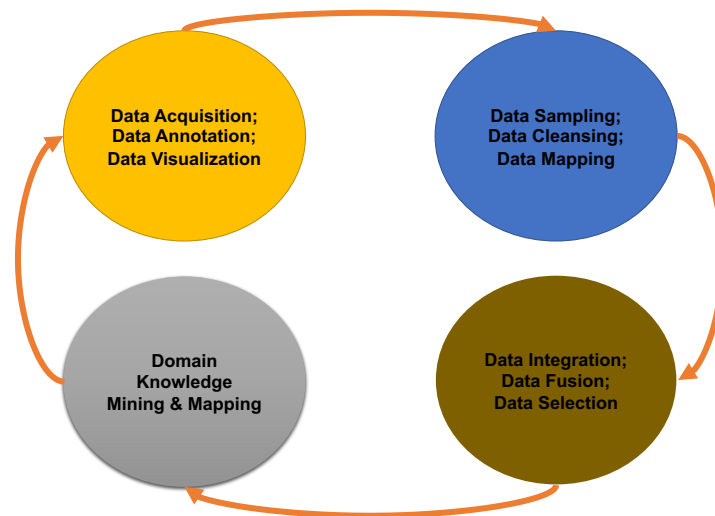 Data Acquisition;
Data Annotation;
Data Visualization
Data Sampling;
Data Cleansing;
Data Mapping
Domain
Knowledge
Mining & Mapping
Data Integration;
Data Fusion;
Data Selection